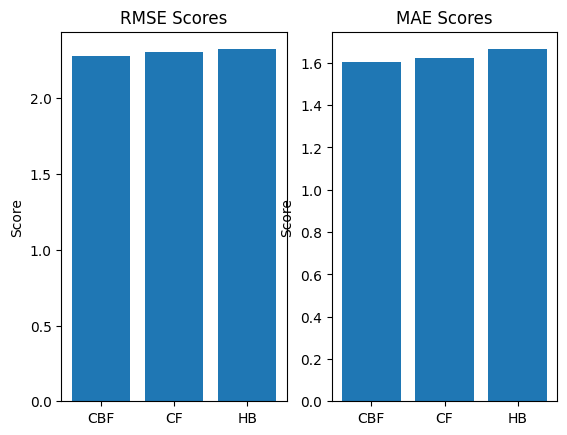 RMSE Scores
Score
2.0
1.5
1.0
0.5
0.0
CBF CF HB
MAE Scores
Score
1.6
1.4
1.2
1.0
0.8
0.6
0.4
0.2
0.0
CBF CF HB